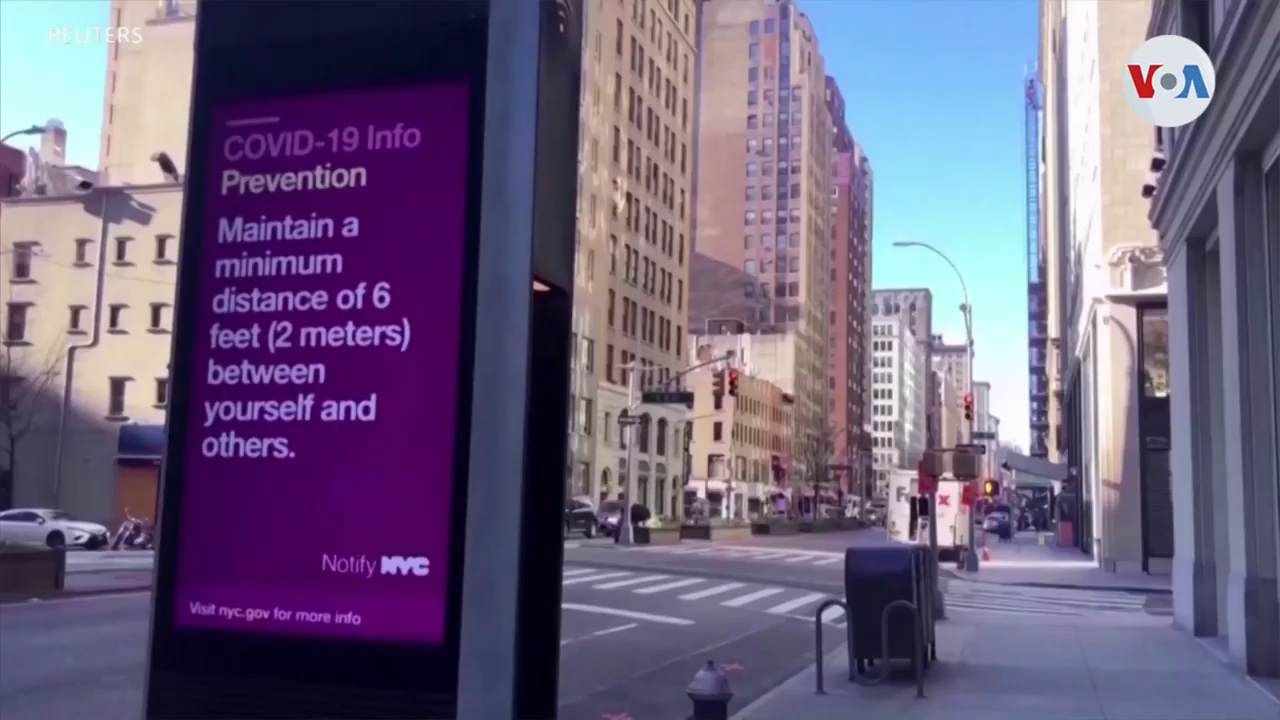 REUTERS
VOA
COVID-19 Info
Prevention
Maintain a
minimum
distance of 6
feet (2 meters)
between
yourself and
others.
Notify NYC
Visit nyc.gov for more info